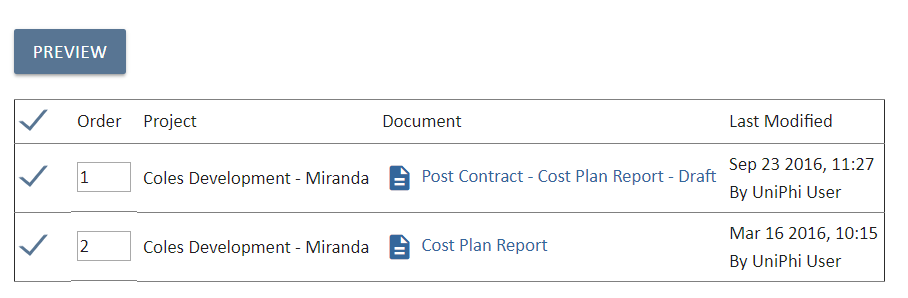 PREVIEW
Order Project Document Last Modified
1 Coles Development - Miranda Post Contract - Cost Plan Report - Draft Sep 23 2016, 11:27
By UniPhi User
2 Coles Development - Miranda Cost Plan Report Mar 16 2016, 10:15
By UniPhi User